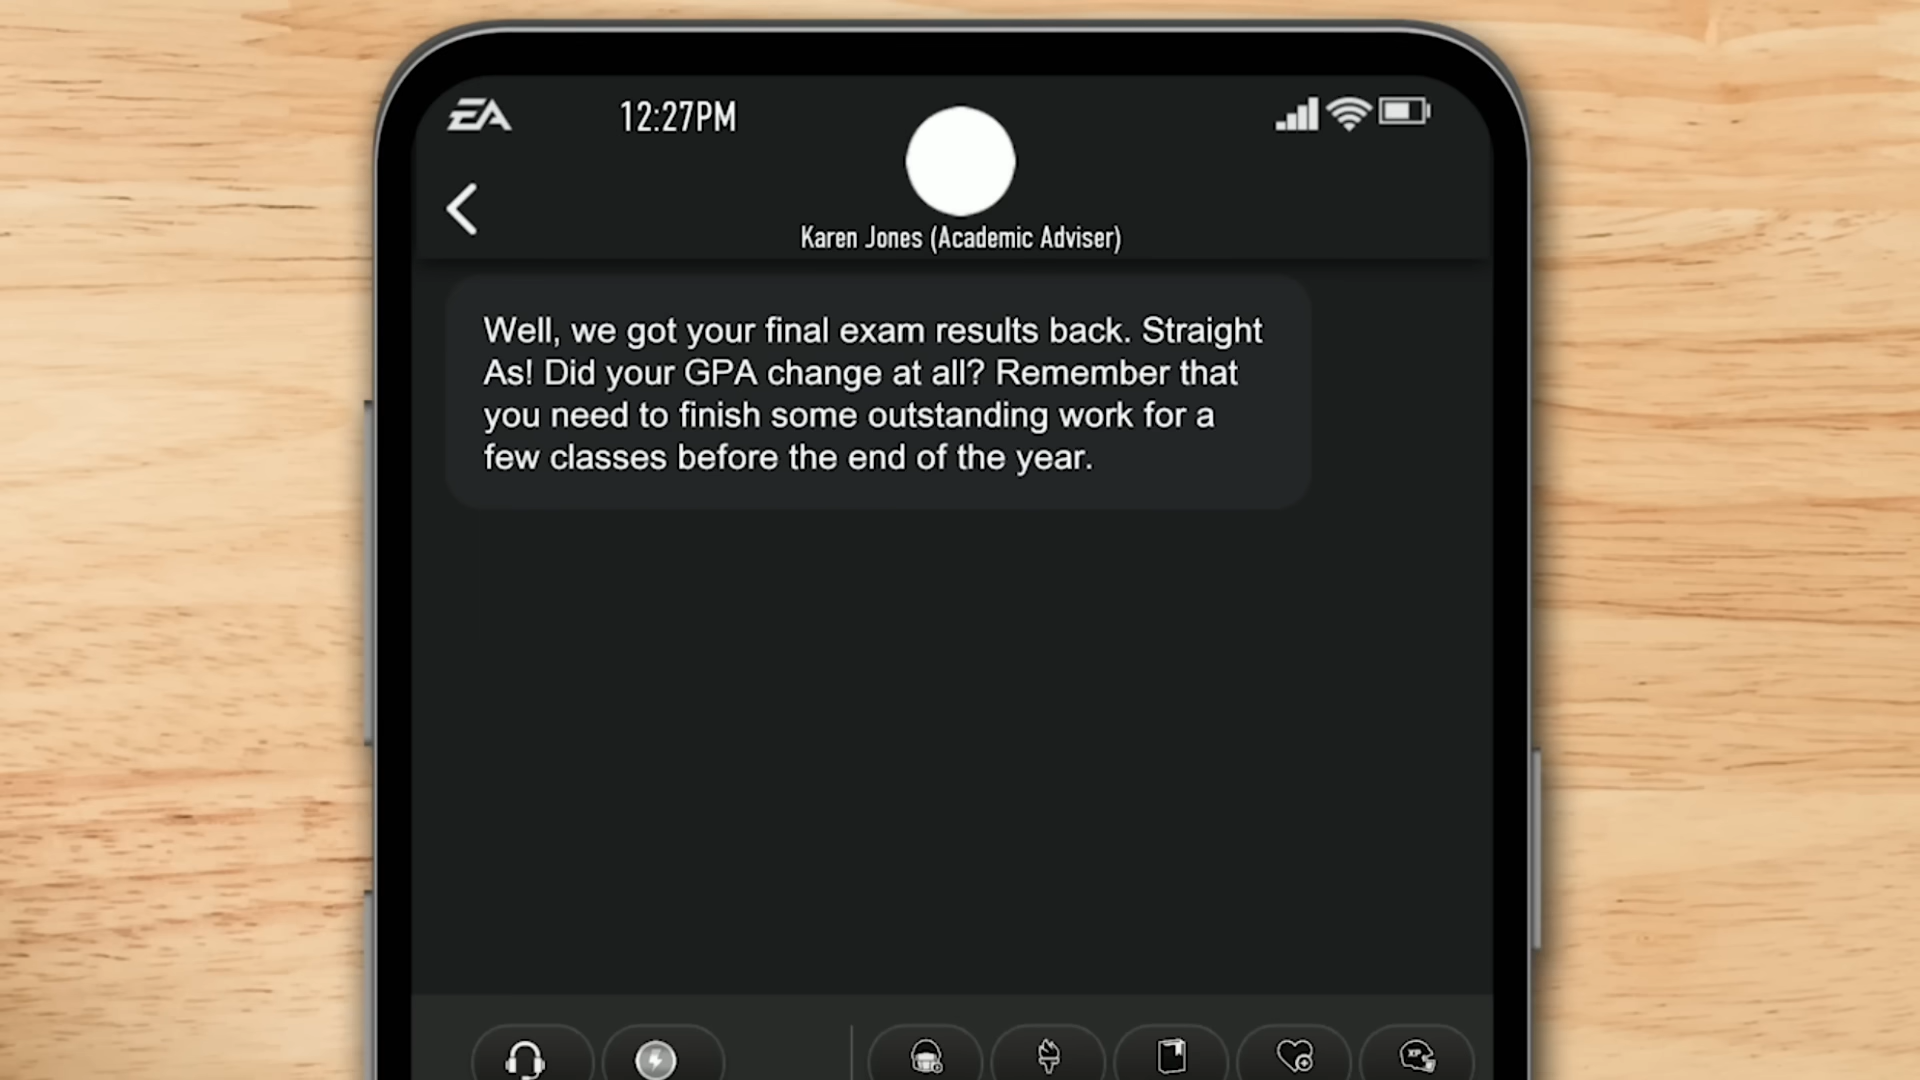 EA
12:27PM
Karen Jones (Academic Adviser)
Well, we got your final exam results back. Straight
As! Did your GPA change at all? Remember that
you need to finish some outstanding work for a
few classes before the end of the year.
XP